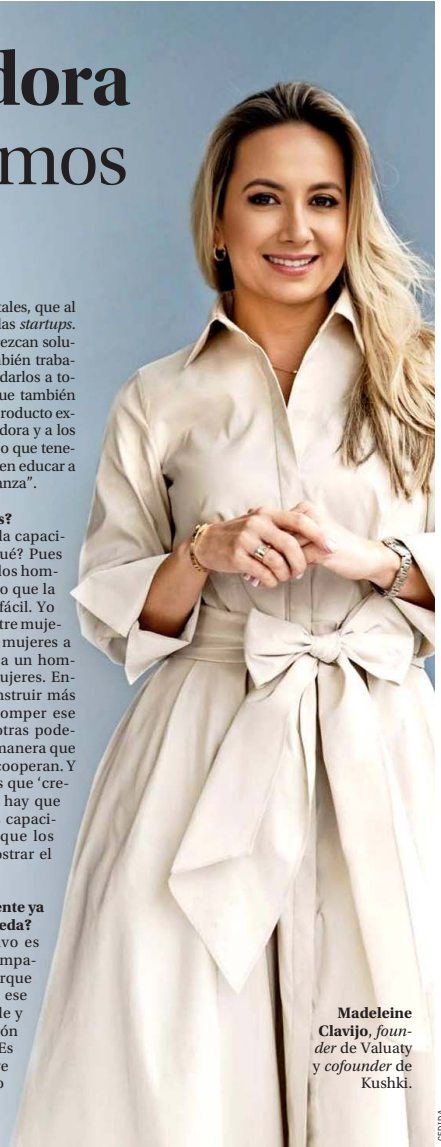 dora
mos
tales, que al
las startups.
ezcan solu-
bién traba-
darlos a to-
ue también
roducto ex-
dora y a los
o que tene-
en educar a
anza”.
s?
la capaci-
ué? Pues
los hom-
o que la
fácil. Yo
tre muje-
mujeres a
a un hom-
ujeres. En-
nstruir más
omper ese
otras pode-
manera que
cooperan. Y
s que ‘cre-
hay que
capaci-
que los
ostrar el
ente ya
eda?
vo es
mpa-
rque
ese
le y
ón
Es
ve
o
Madeleine
Clavijo, foun-
der de Valuaty
y cofounder de
Kushki.